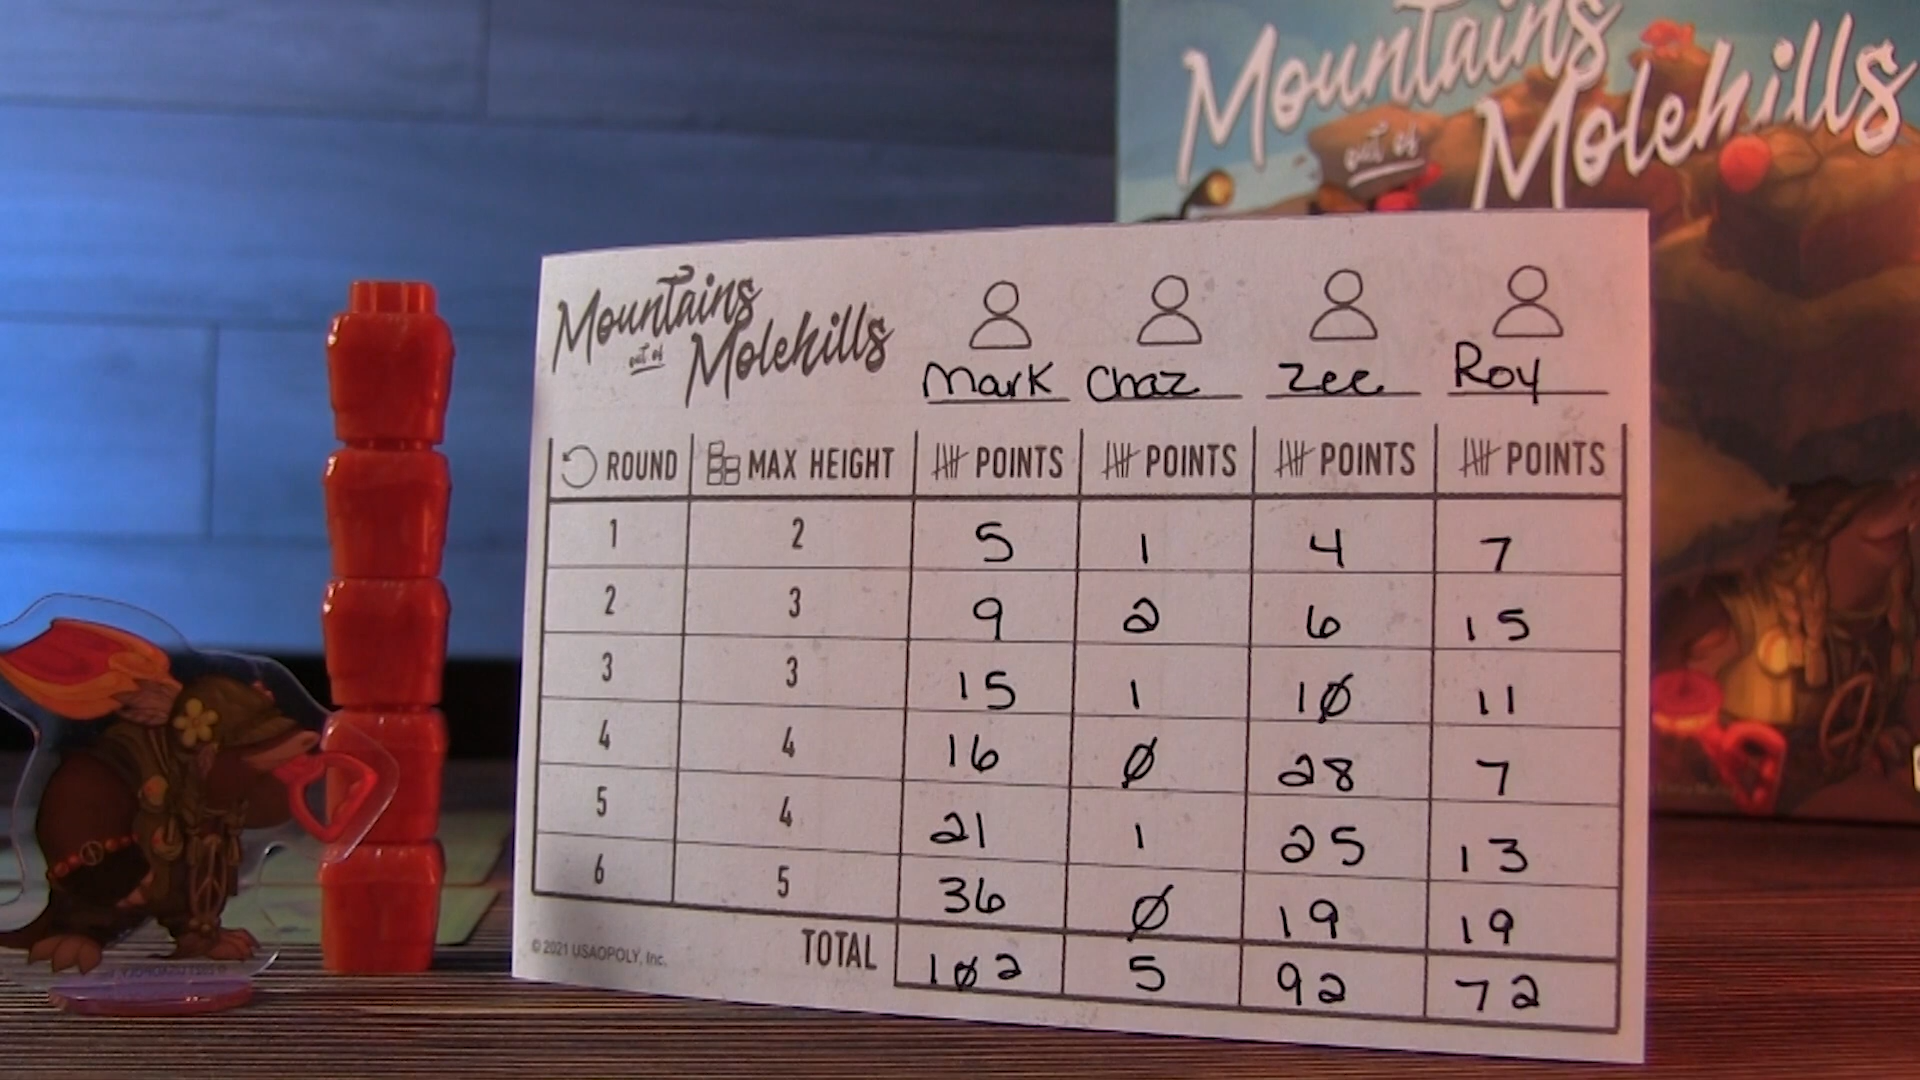 Mountains
out of
Molehills
Mountains
out of
Molehills
Mark Chaz Zee Roy
ROUND MAX HEIGHT POINTS POINTS POINTS POINTS
1 2 5 1 4 7
2 3 9 2 6 15
3 3 15 1 10 11
4 4 16 0 28 7
5 4 21 1 25 13
6 5 36 0 19 19
© 2021 USAOPOLY, Inc. TOTAL 102 5 92 72